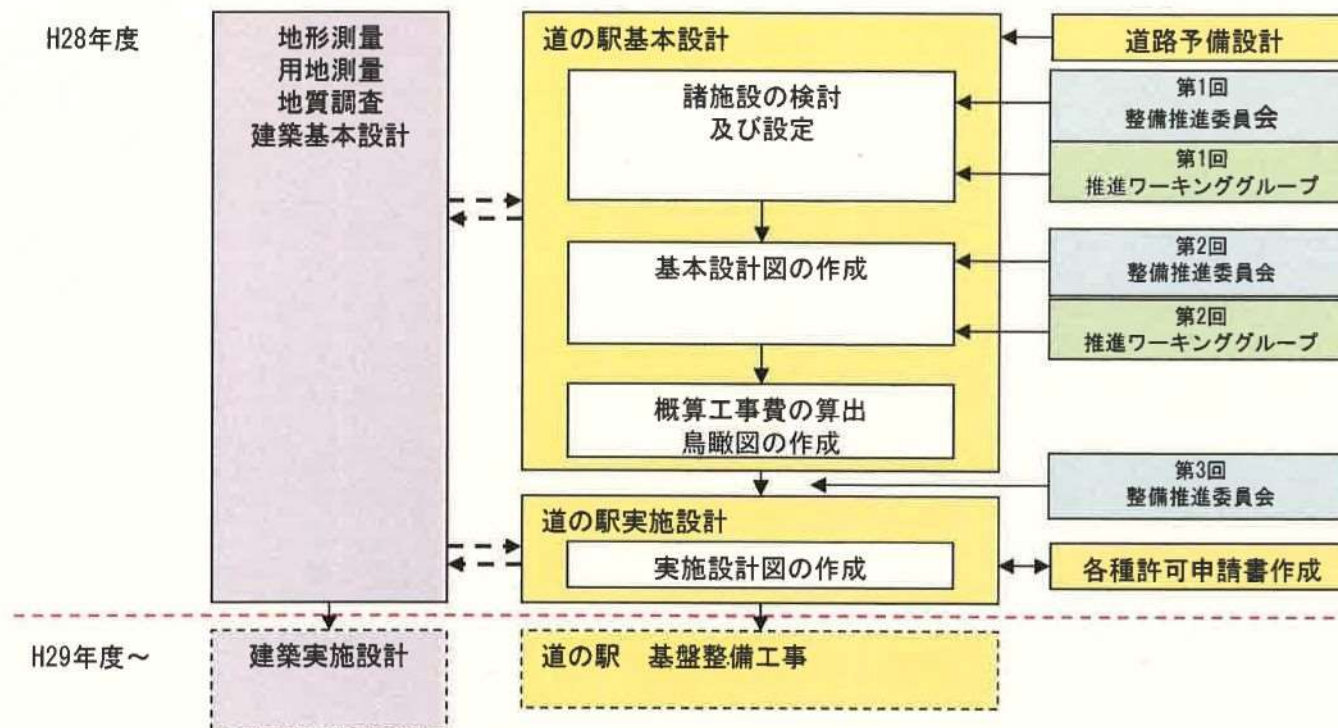 H28年度
地形測量
用地測量
地質調査
建築基本設計
道の駅基本設計
諸施設の検討
及び設定
基本設計図の作成
概算工事費の算出
鳥瞰図の作成
道路予備設計
第1回
整備推進委員会
第1回
推進ワーキンググループ
第2回
整備推進委員会
第2回
推進ワーキンググループ
第3回
整備推進委員会
道の駅実施設計
実施設計図の作成
各種許可申請書作成
H29年度～
建築実施設計
道の駅　基盤整備工事